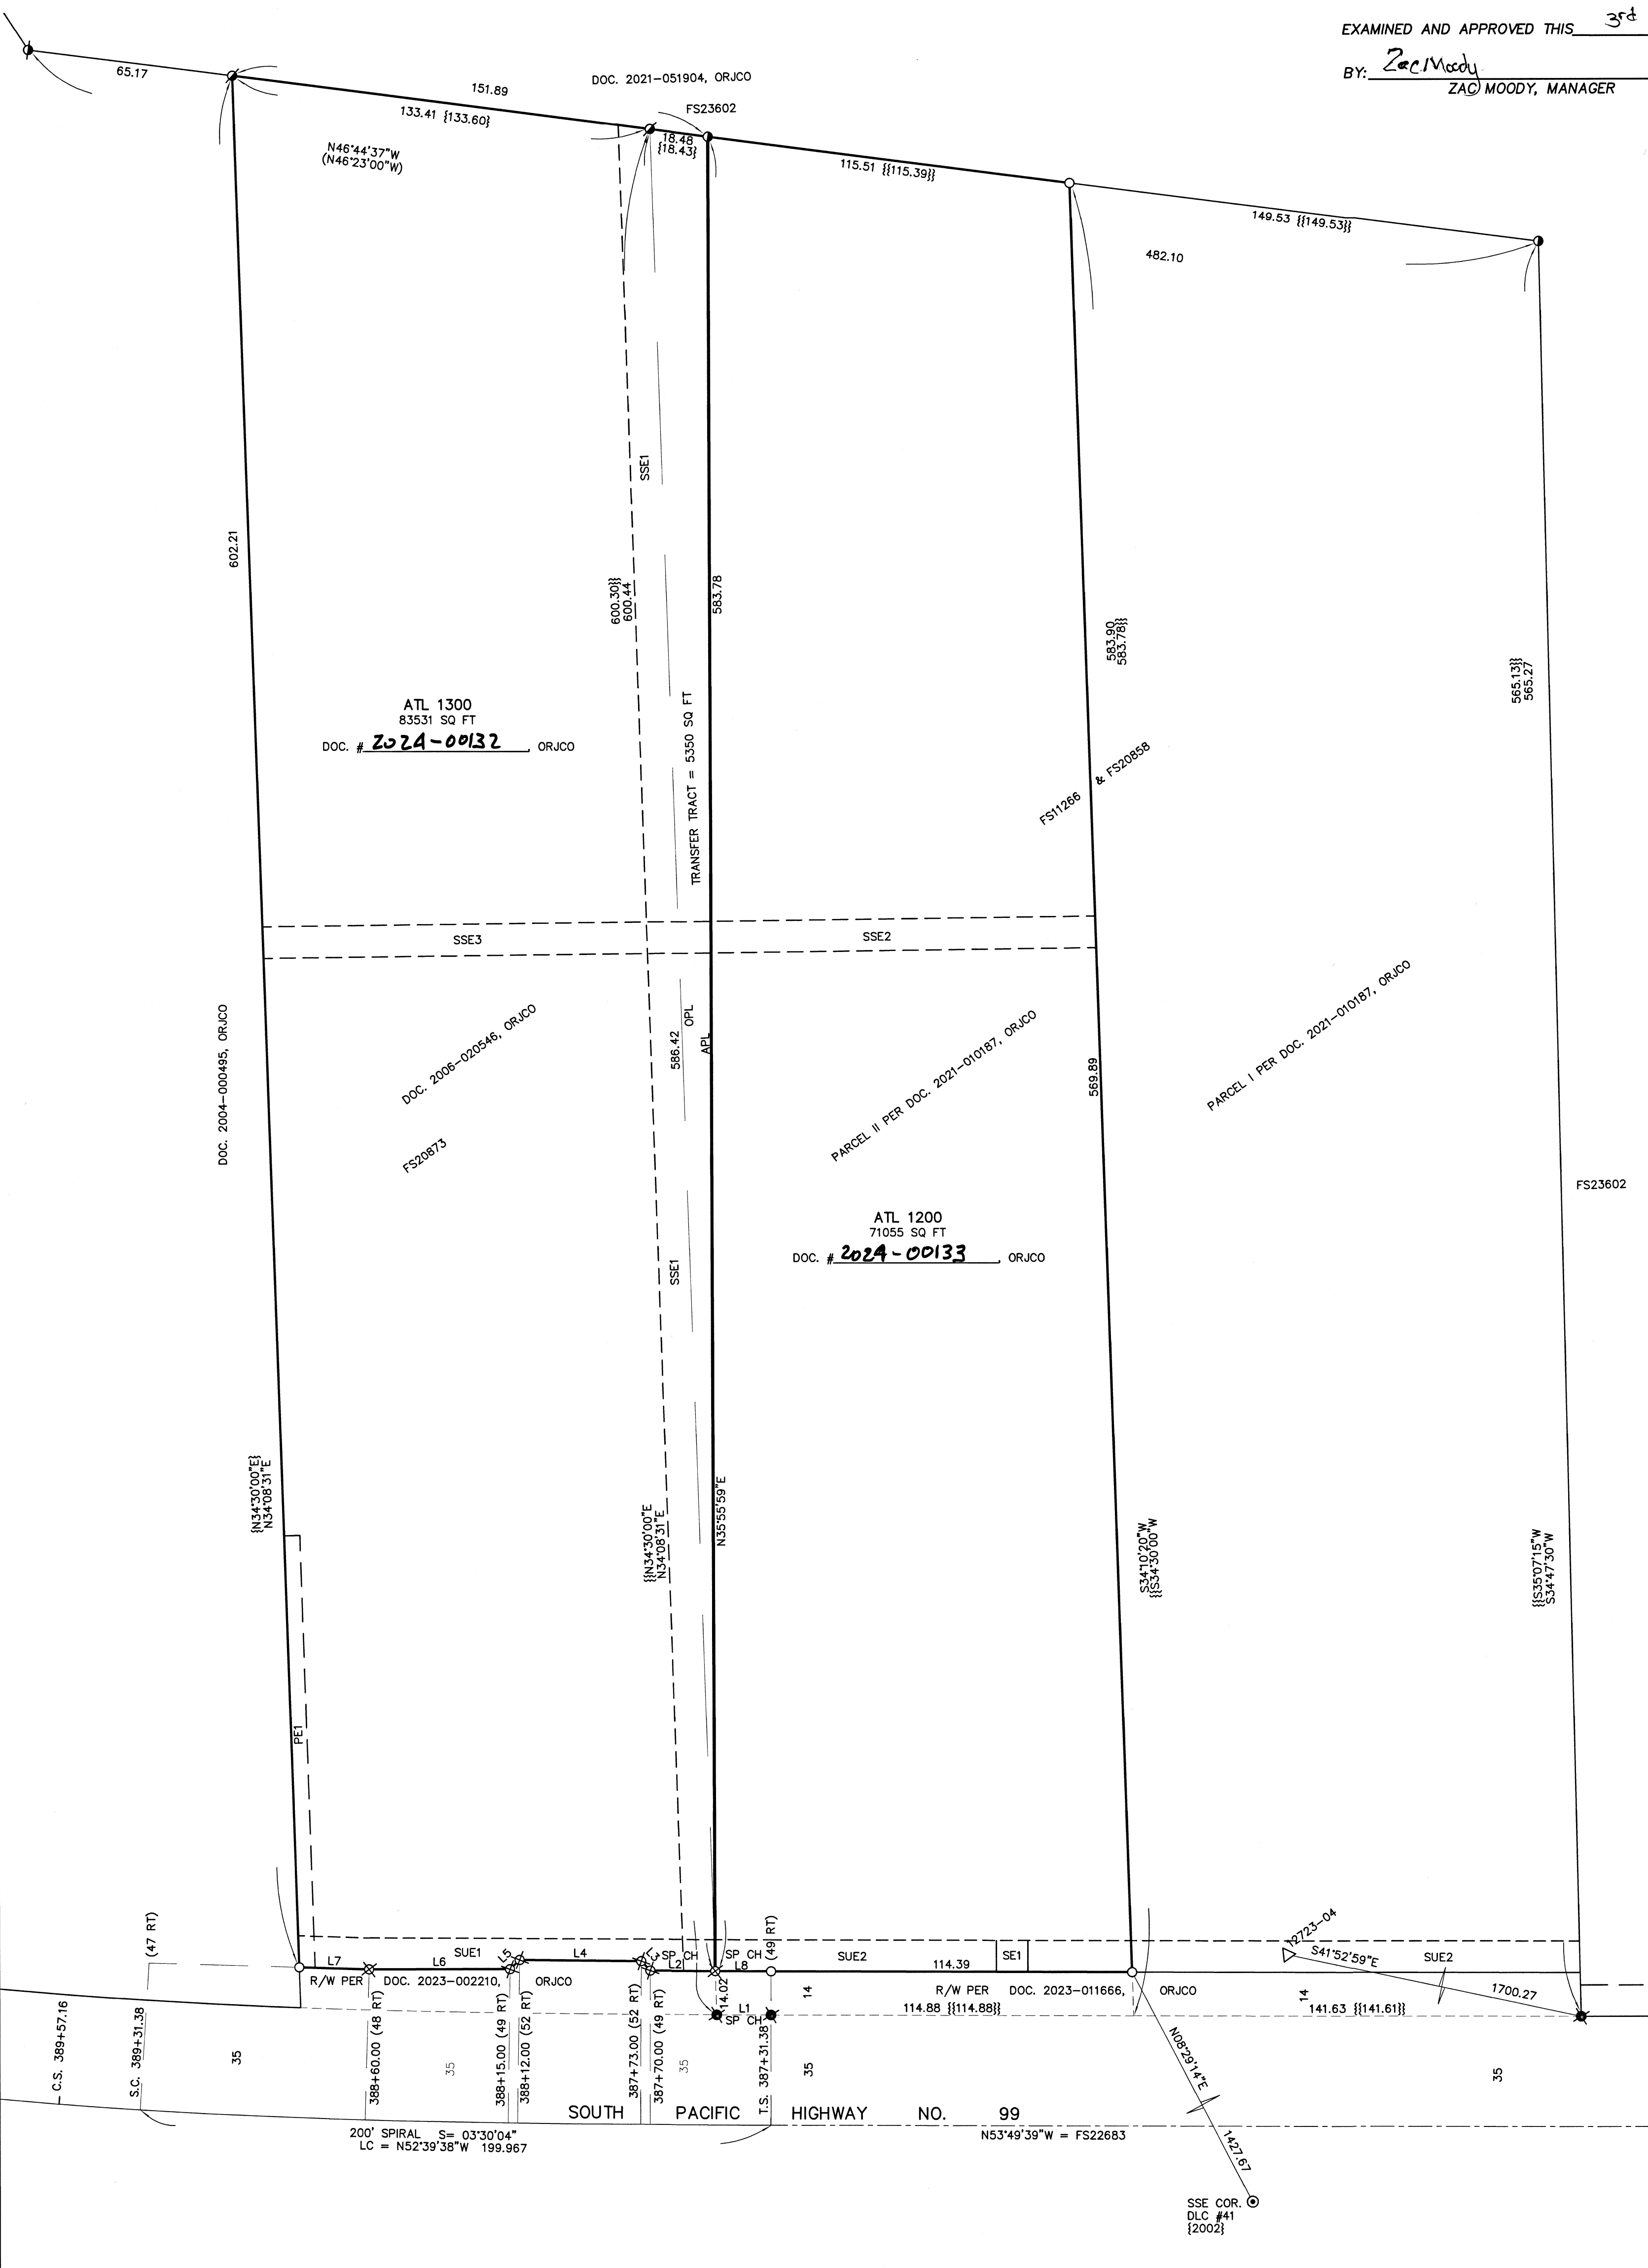 EXAMINED AND APPROVED THIS 3rd
BY: Zac Moody
ZAC MOODY, MANAGER
65.17
151.89
133.41 {133.60}
DOC. 2021-051904, ORJCO
FS23602
18.48
{18.43}
N46°44'37"W
(N46°23'00"W)
115.51 {{115.39}}
149.53 {{149.53}}
482.10
602.21
SSE1
600.30}}
600.44
583.78
583.90
583.78}}
565.13}}
565.27
TRANSFER TRACT = 5350 SQ FT
ATL 1300
83531 SQ FT
DOC. # 2024-00132, ORJCO
FS11266 & FS20858
SSE3
SSE2
DOC. 2004-000495, ORJCO
DOC. 2006-020546, ORJCO
FS20873
586.42
OPL
APL
PARCEL II PER DOC. 2021-010187, ORJCO
569.89
PARCEL I PER DOC. 2021-010187, ORJCO
FS23602
ATL 1200
71055 SQ FT
DOC. # 2024-00133, ORJCO
SSE1
{N34°30'00"E}
N34°08'31"E
{{N34°30'00"E
N34°08'31"E
N35°55'59"E
S34°10'20"W
{{S34°30'00"W
{{S35°07'15"W
S34°47'30"W
PE1
(47 RT)
L7
L6
SUE1
L5
L4
L3
SP CH
L2
SP CH
L8
(49 RT)
SUE2
114.39
SE1
T2723-04
S41°52'59"E
SUE2
1700.27
R/W PER DOC. 2023-002210, ORJCO
14.02
L1
SP CH
14
R/W PER DOC. 2023-011666, ORJCO
114.88 {{114.88}}
14
141.63 {{141.61}}
C.S. 389+57.16
S.C. 389+31.38
35
388+60.00 (48 RT)
35
388+15.00 (49 RT)
388+12.00 (52 RT)
387+73.00 (52 RT)
387+70.00 (49 RT)
35
T.S. 387+31.38
35
N08°29'14"E
35
SOUTH PACIFIC HIGHWAY NO. 99
200' SPIRAL S= 03°30'04"
LC = N52°39'38"W 199.967
N53°49'39"W = FS22683
1427.67
SSE COR.
DLC #41
{2002}